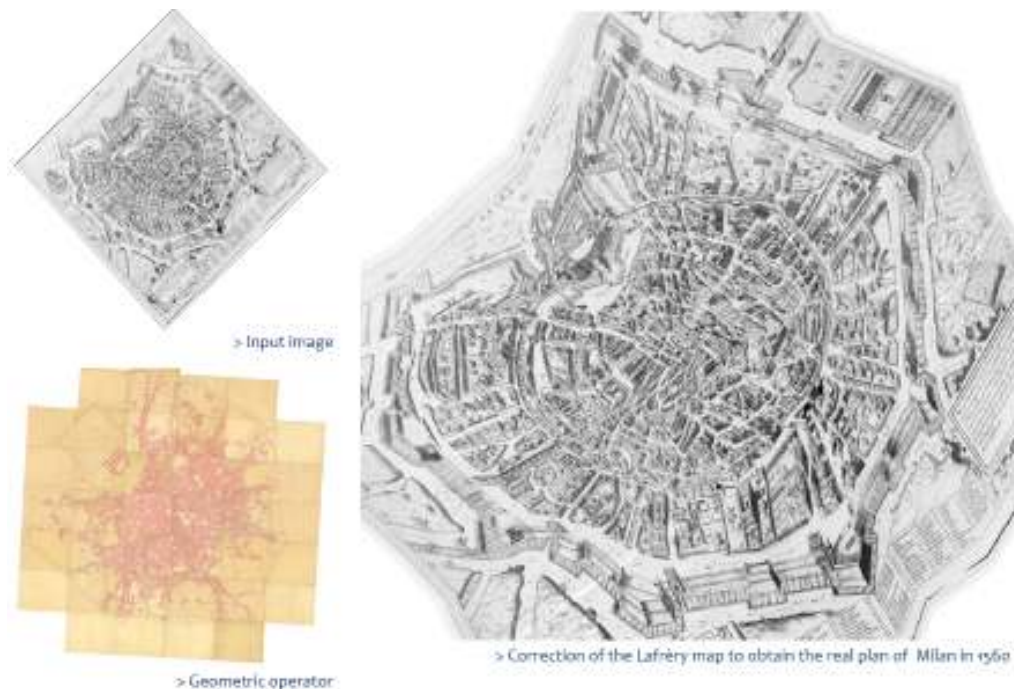 > Input image
> Geometric operator
> Correction of the Lafrèry map to obtain the real plan of Milan in 1560